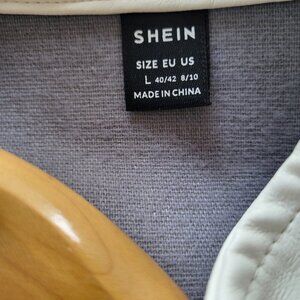 SHEIN
SIZE EU US
L 40/42 8/10
MADE IN CHINA